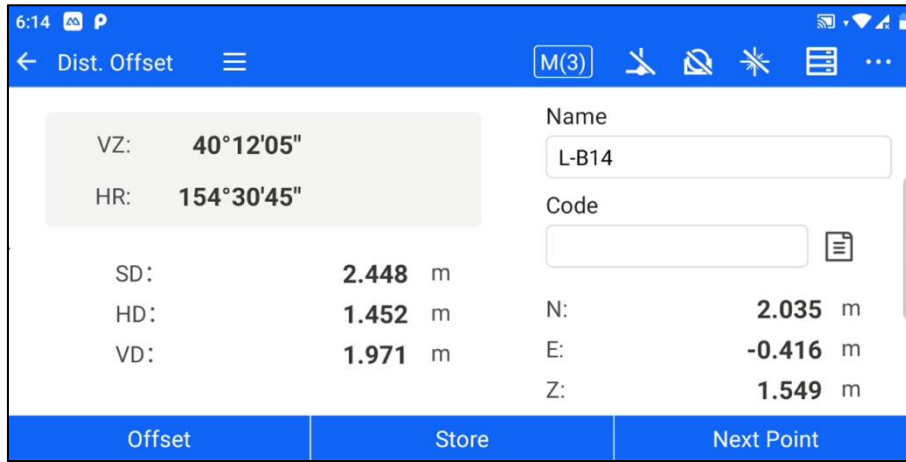 6:14
Dist. Offset
M(3)
VZ: 40°12'05"
HR: 154°30'45"
SD: 2.448 m
HD: 1.452 m
VD: 1.971 m
Name
L-B14
Code
N: 2.035 m
E: -0.416 m
Z: 1.549 m
Offset
Store
Next Point